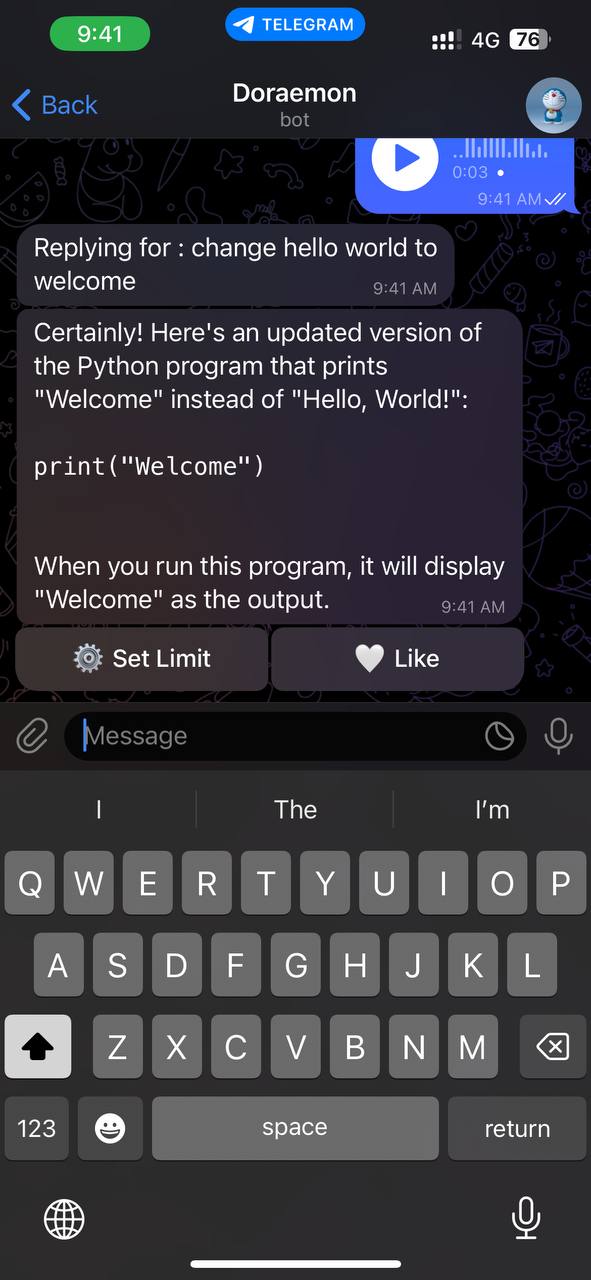 9:41
TELEGRAM
4G 76
Back
Doraemon
bot
0:03
9:41 AM
Replying for : change hello world to
welcome
9:41 AM
Certainly! Here's an updated version of
the Python program that prints
"Welcome" instead of "Hello, World!":
print("Welcome")
When you run this program, it will display
"Welcome" as the output.
9:41 AM
Set Limit
Like
Message
I The I’m
Q W E R T Y U I O P
A S D F G H J K L
Z X C V B N M
123 space return